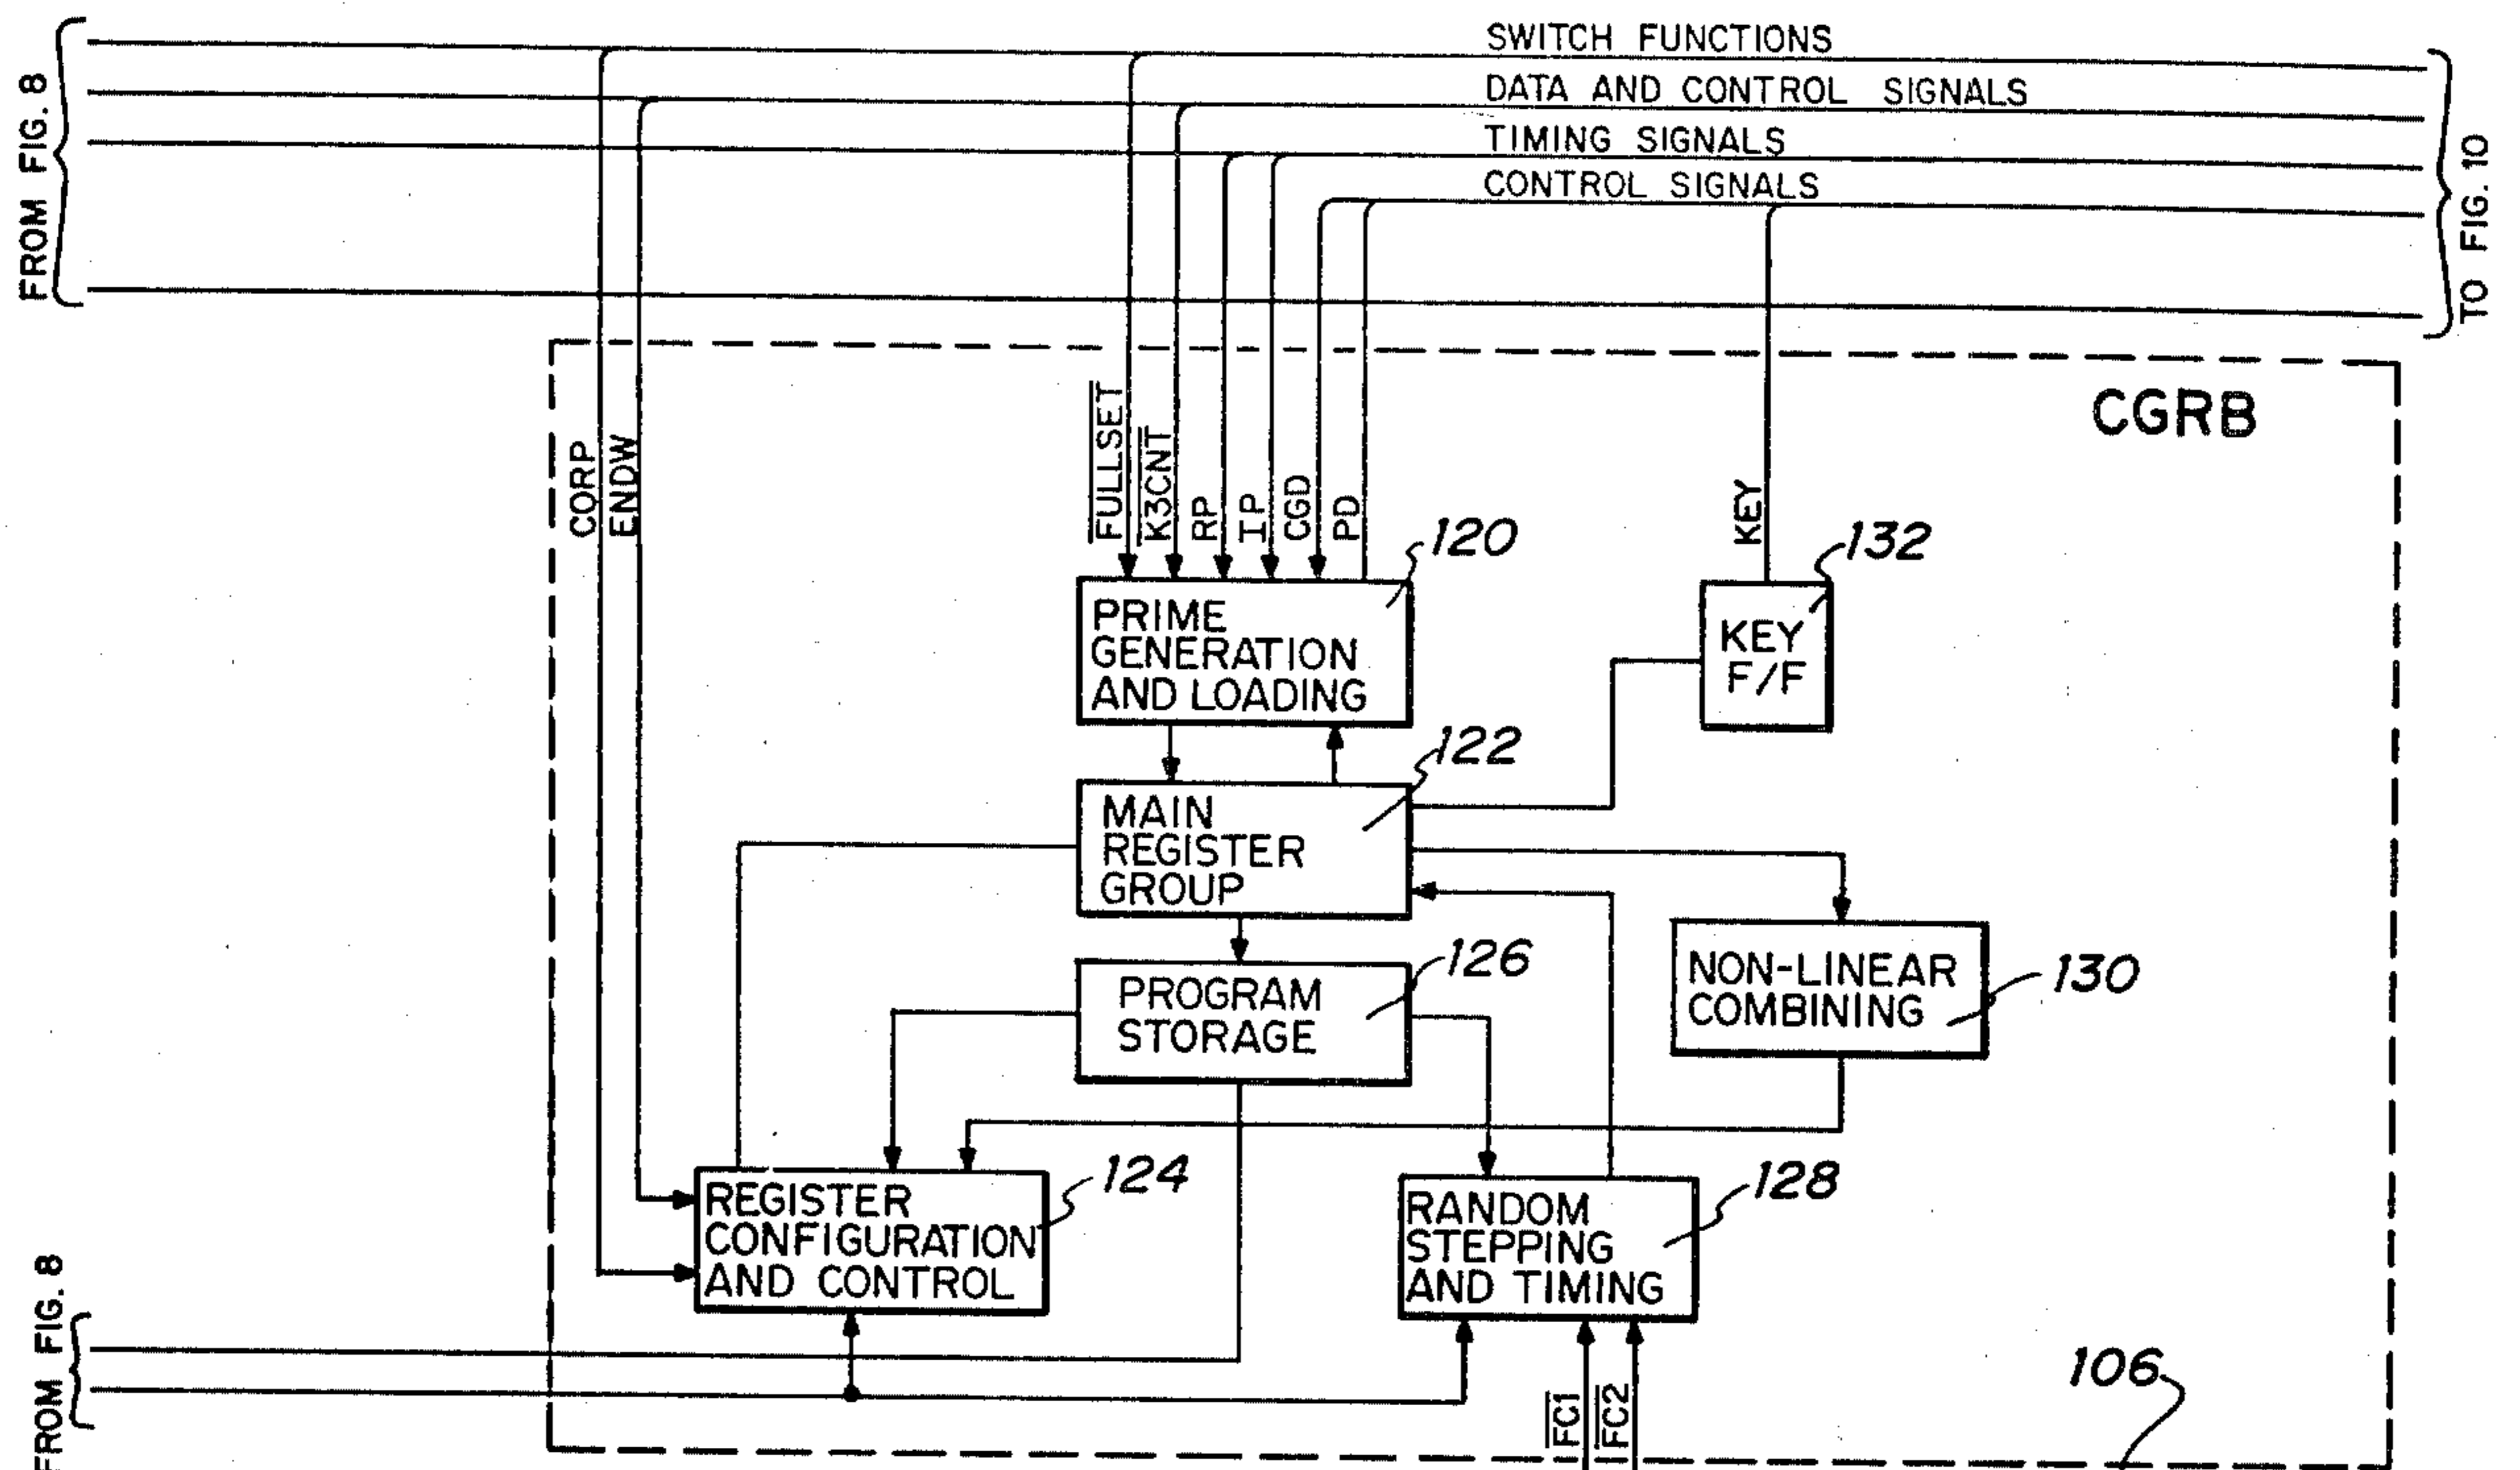 SWITCH FUNCTIONS
DATA AND CONTROL SIGNALS
TIMING SIGNALS
CONTROL SIGNALS
FROM FIG. 8
TO FIG. 10
CGRB
CORP
ENDW
FULLSET
K3CNT
RP
IP
CGD
PD
KEY
120
132
PRIME
GENERATION
AND LOADING
KEY
F/F
122
MAIN
REGISTER
GROUP
126
PROGRAM
STORAGE
NON-LINEAR
COMBINING
130
124
REGISTER
CONFIGURATION
AND CONTROL
128
RANDOM
STEPPING
AND TIMING
FROM FIG. 8
FC1
FC2
106